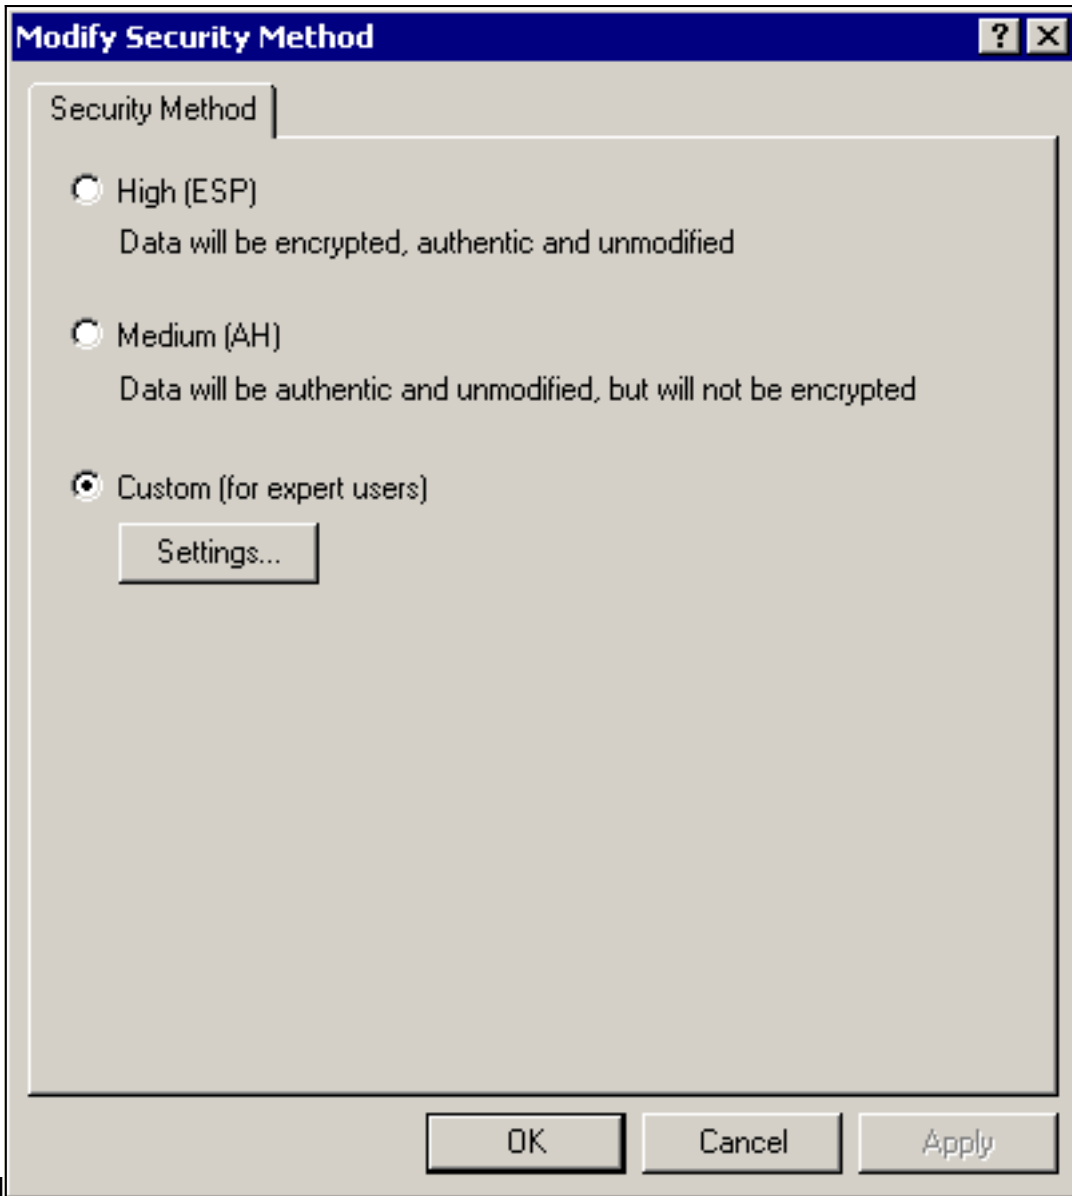 Modify Security Method
Security Method
High (ESP)
Data will be encrypted, authentic and unmodified
Medium (AH)
Data will be authentic and unmodified, but will not be encrypted
Custom (for expert users)
Settings...
OK Cancel Apply